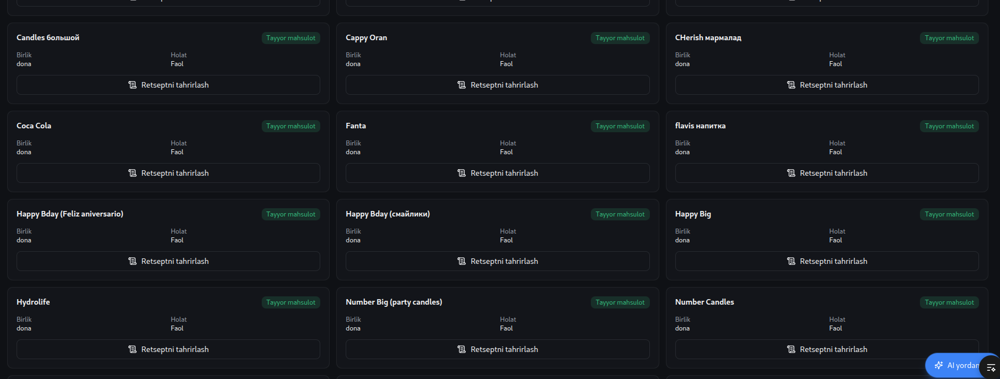 Candles большой Tayyor mahsulot
Birlik Holat
dona Faol
Retseptni tahrirlash
Cappy Oran Tayyor mahsulot
Birlik Holat
dona Faol
Retseptni tahrirlash
CHerish мармалад Tayyor mahsulot
Birlik Holat
dona Faol
Retseptni tahrirlash
Coca Cola Tayyor mahsulot
Birlik Holat
dona Faol
Retseptni tahrirlash
Fanta Tayyor mahsulot
Birlik Holat
dona Faol
Retseptni tahrirlash
flavis напитка Tayyor mahsulot
Birlik Holat
dona Faol
Retseptni tahrirlash
Happy Bday (Feliz aniversario) Tayyor mahsulot
Birlik Holat
dona Faol
Retseptni tahrirlash
Happy Bday (смайлики) Tayyor mahsulot
Birlik Holat
dona Faol
Retseptni tahrirlash
Happy Big Tayyor mahsulot
Birlik Holat
dona Faol
Retseptni tahrirlash
Hydrolife Tayyor mahsulot
Birlik Holat
dona Faol
Retseptni tahrirlash
Number Big (party candles) Tayyor mahsulot
Birlik Holat
dona Faol
Retseptni tahrirlash
Number Candles Tayyor mahsulot
Birlik Holat
dona Faol
Retseptni tahrirlash
AI